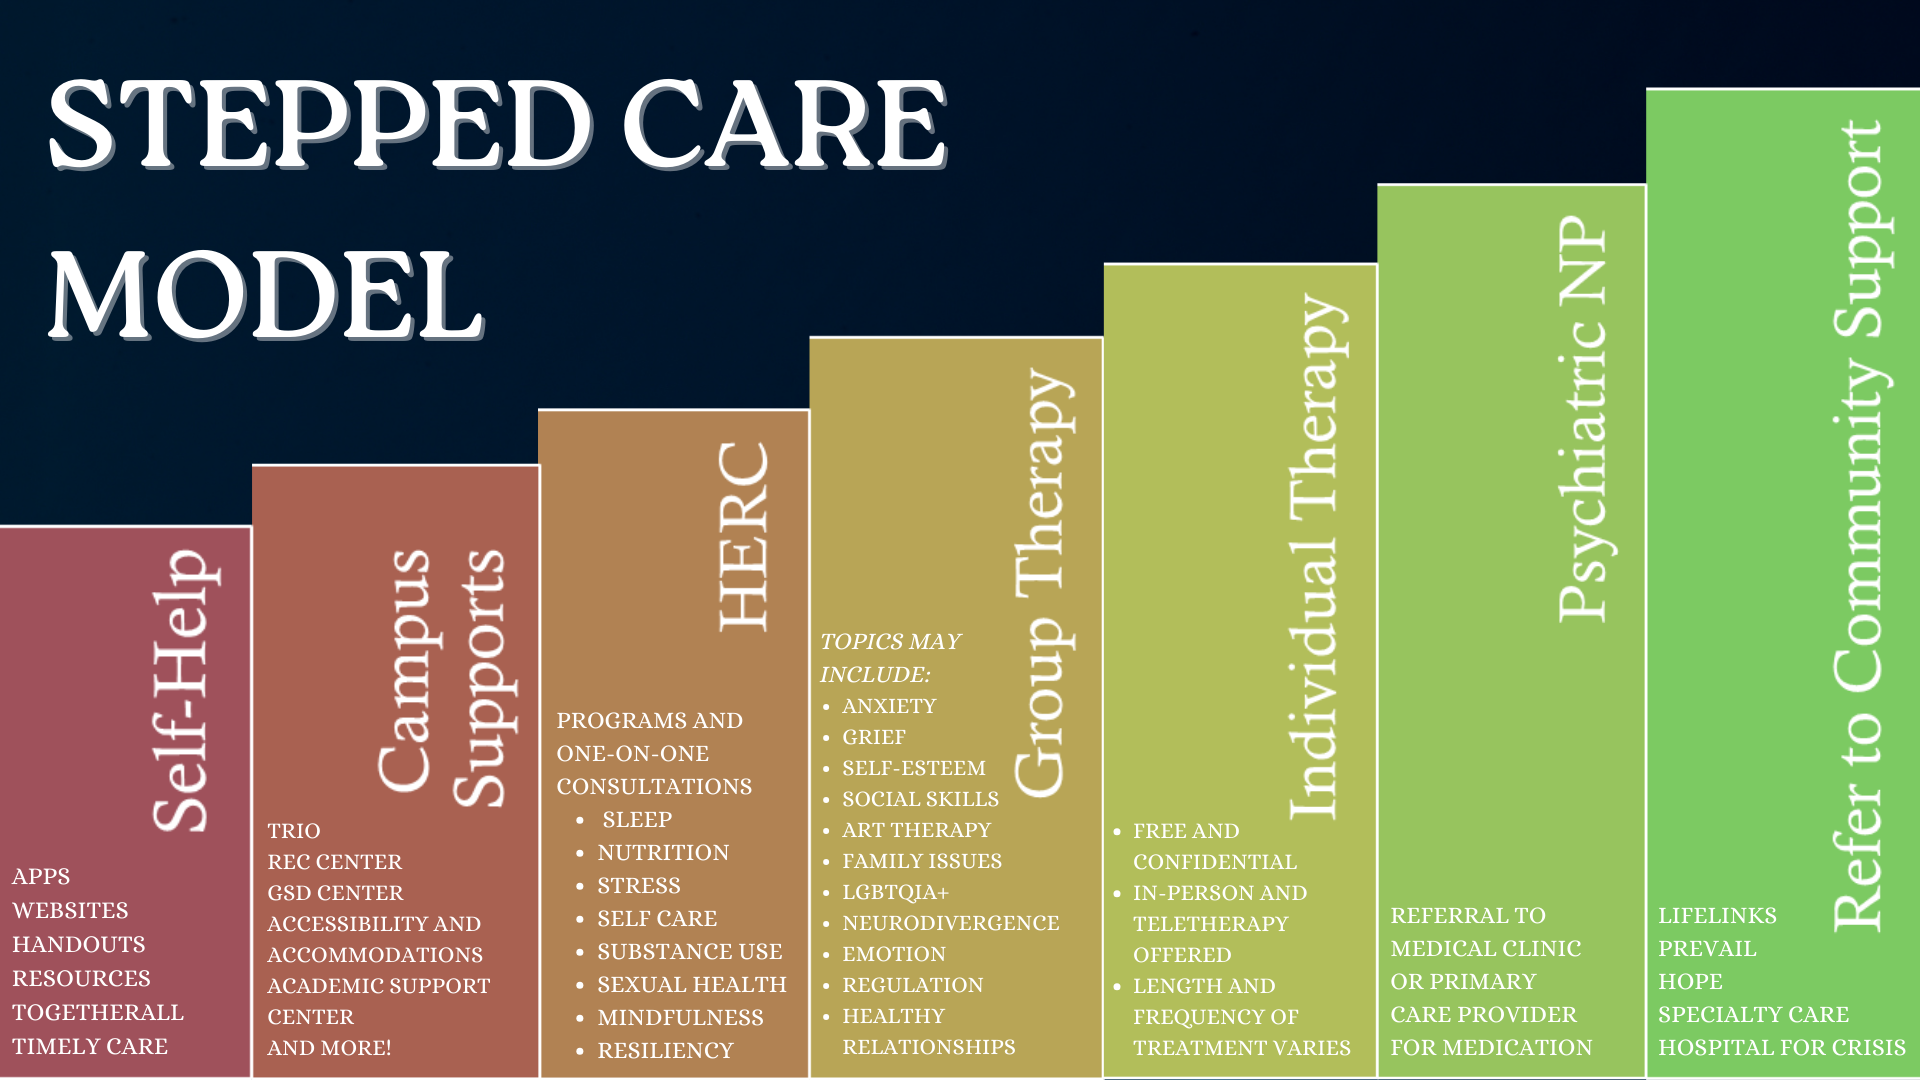 STEPPED CARE
MODEL
Self-Help
APPS
WEBSITES
HANDOUTS
RESOURCES
TOGETHERALL
TIMELY CARE
Campus
Supports
TRIO
REC CENTER
GSD CENTER
ACCESSIBILITY AND
ACCOMMODATIONS
ACADEMIC SUPPORT
CENTER
AND MORE!
HERC
PROGRAMS AND
ONE-ON-ONE
CONSULTATIONS
• SLEEP
• NUTRITION
• STRESS
• SELF CARE
• SUBSTANCE USE
• SEXUAL HEALTH
• MINDFULNESS
• RESILIENCY
Group Therapy
TOPICS MAY
INCLUDE:
• ANXIETY
• GRIEF
• SELF-ESTEEM
• SOCIAL SKILLS
• ART THERAPY
• FAMILY ISSUES
• LGBTQIA+
• NEURODIVERGENCE
• EMOTION
• REGULATION
• HEALTHY
RELATIONSHIPS
Individual Therapy
• FREE AND
CONFIDENTIAL
• IN-PERSON AND
TELETHERAPY
OFFERED
• LENGTH AND
FREQUENCY OF
TREATMENT VARIES
Psychiatric NP
REFERRAL TO
MEDICAL CLINIC
OR PRIMARY
CARE PROVIDER
FOR MEDICATION
Refer to Community Support
LIFELINKS
PREVAIL
HOPE
SPECIALTY CARE
HOSPITAL FOR CRISIS